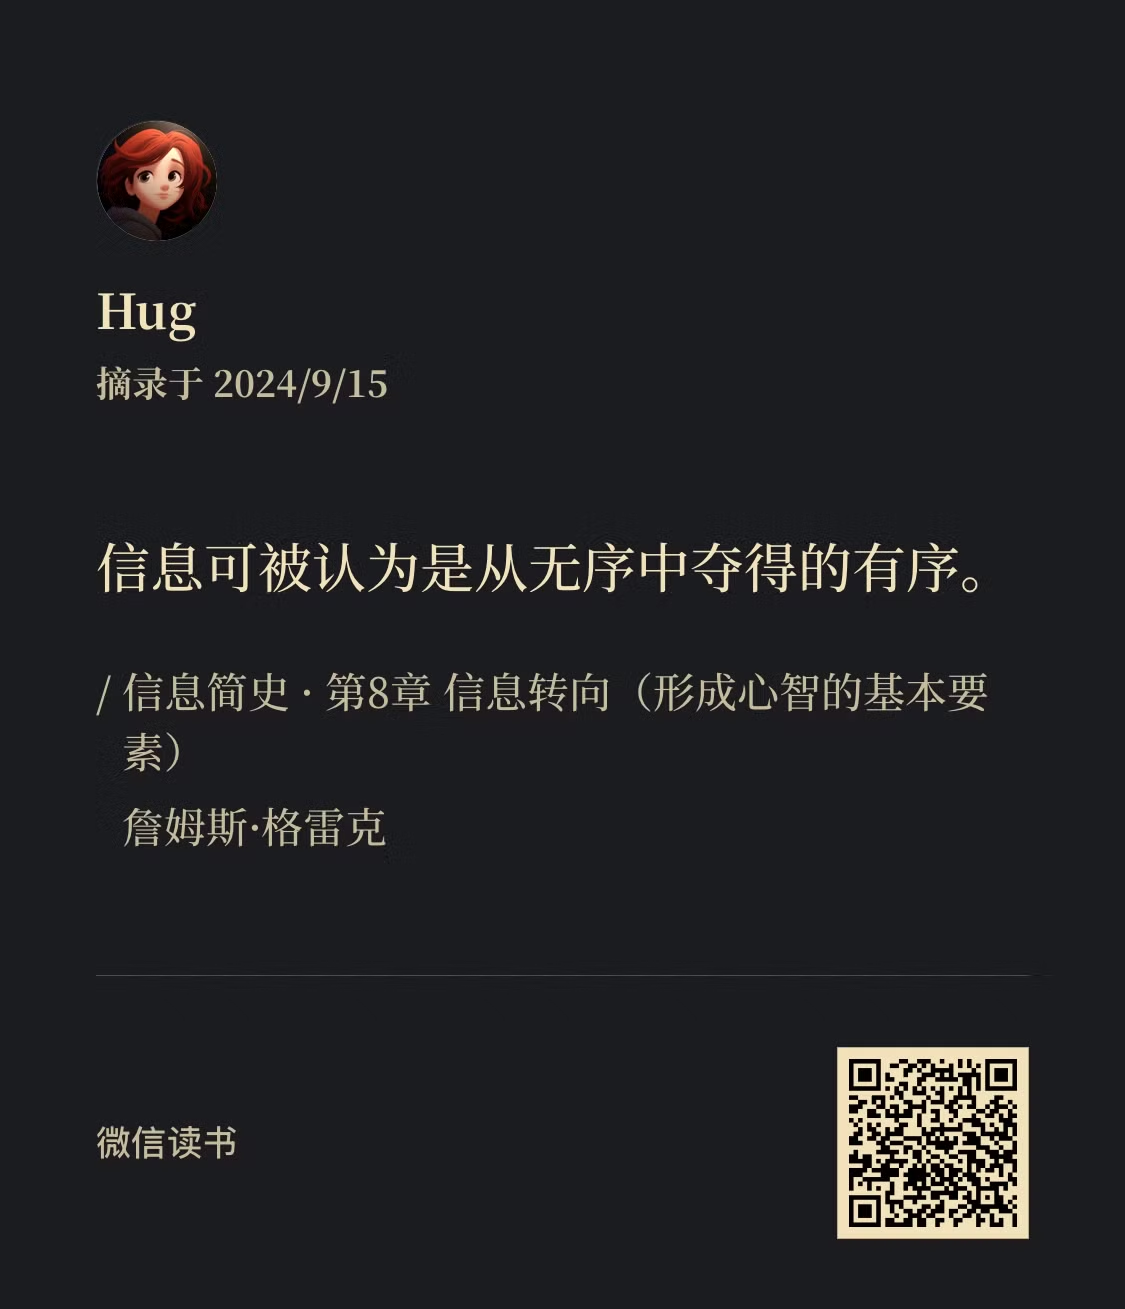 Hug
摘录于 2024/9/15
信息可被认为是从无序中夺得的有序。
/ 信息简史 · 第8章 信息转向（形成心智的基本要
素）
詹姆斯·格雷克
微信读书